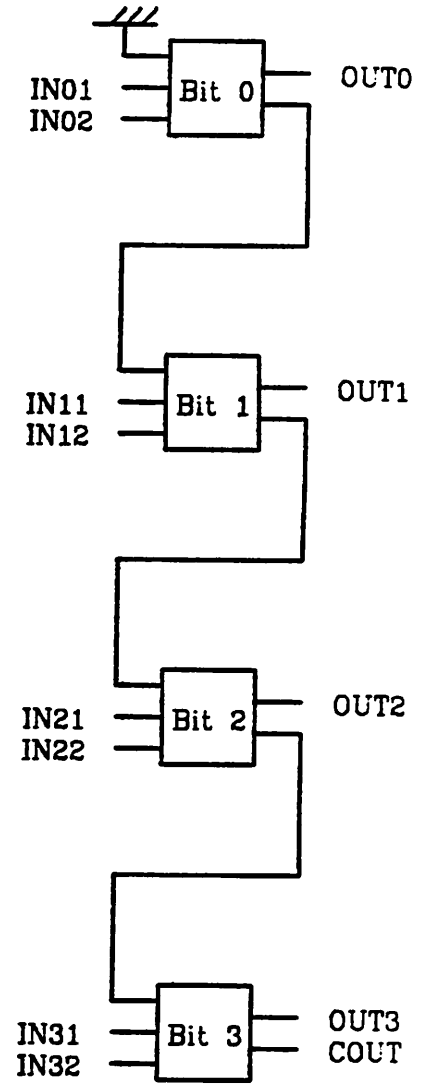 Bit 0
OUT0
IN01
IN02
Bit 1
OUT1
IN11
IN12
Bit 2
OUT2
IN21
IN22
Bit 3
OUT3
IN31
COUT
IN32